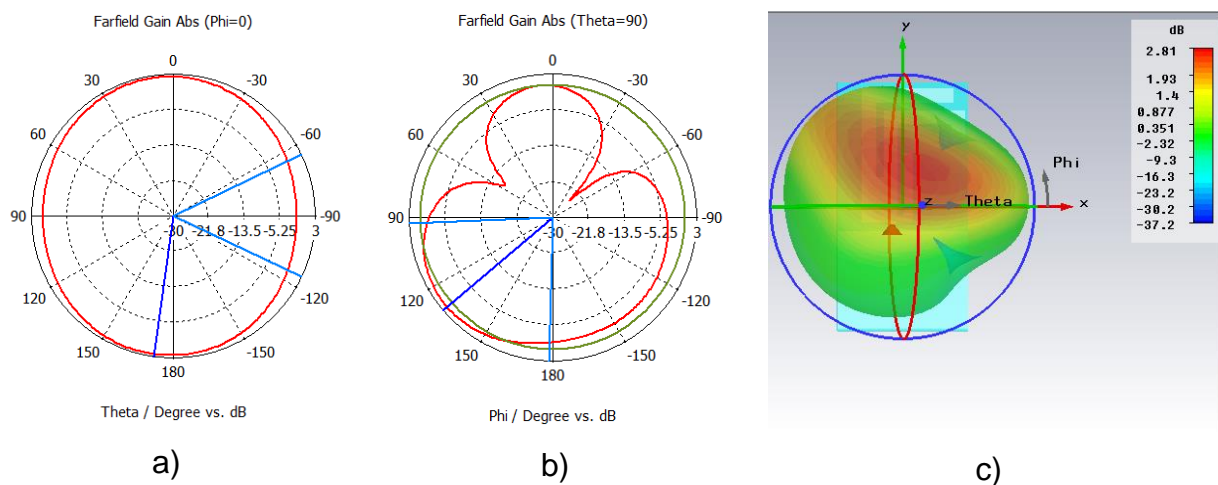 Farfield Gain Abs (Phi=0)
0
30 -30
60 -60
90 -90
-30 -21.8 -13.5 -5.25 3
120 -120
150 -150
180
Theta / Degree vs. dB
a)
Farfield Gain Abs (Theta=90)
0
30 -30
60 -60
90 -90
-30 -21.8 -13.5 -5.25 3
120 -120
150 -150
180
Phi / Degree vs. dB
b)
y
Phi
z Theta x
dB
2.81
1.93
1.4
0.877
0.351
-2.32
-9.3
-16.3
-23.2
-30.2
-37.2
c)